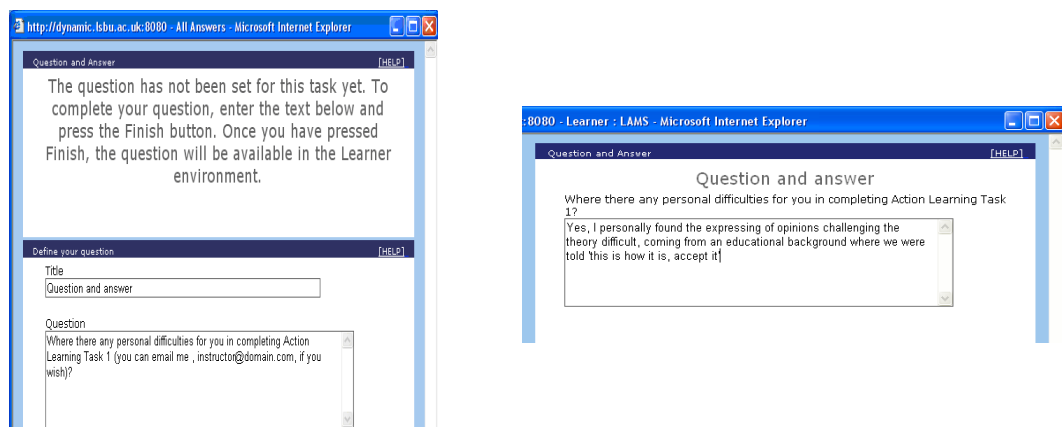 http://dynamic.lsbu.ac.uk:8080 - All Answers - Microsoft Internet Explorer
Question and Answer [HELP]
The question has not been set for this task yet. To
complete your question, enter the text below and
press the Finish button. Once you have pressed
Finish, the question will be available in the Learner
environment.
Define your question [HELP]
Title
Question and answer
Question
Where there any personal difficulties for you in completing Action
Learning Task 1 (you can email me , instructor@domain.com, if you
wish)?
:8080 - Learner : LAMS - Microsoft Internet Explorer
Question and Answer [HELP]
Question and answer
Where there any personal difficulties for you in completing Action Learning Task
1?
Yes, I personally found the expressing of opinions challenging the
theory difficult, coming from an educational background where we were
told 'this is how it is, accept it'